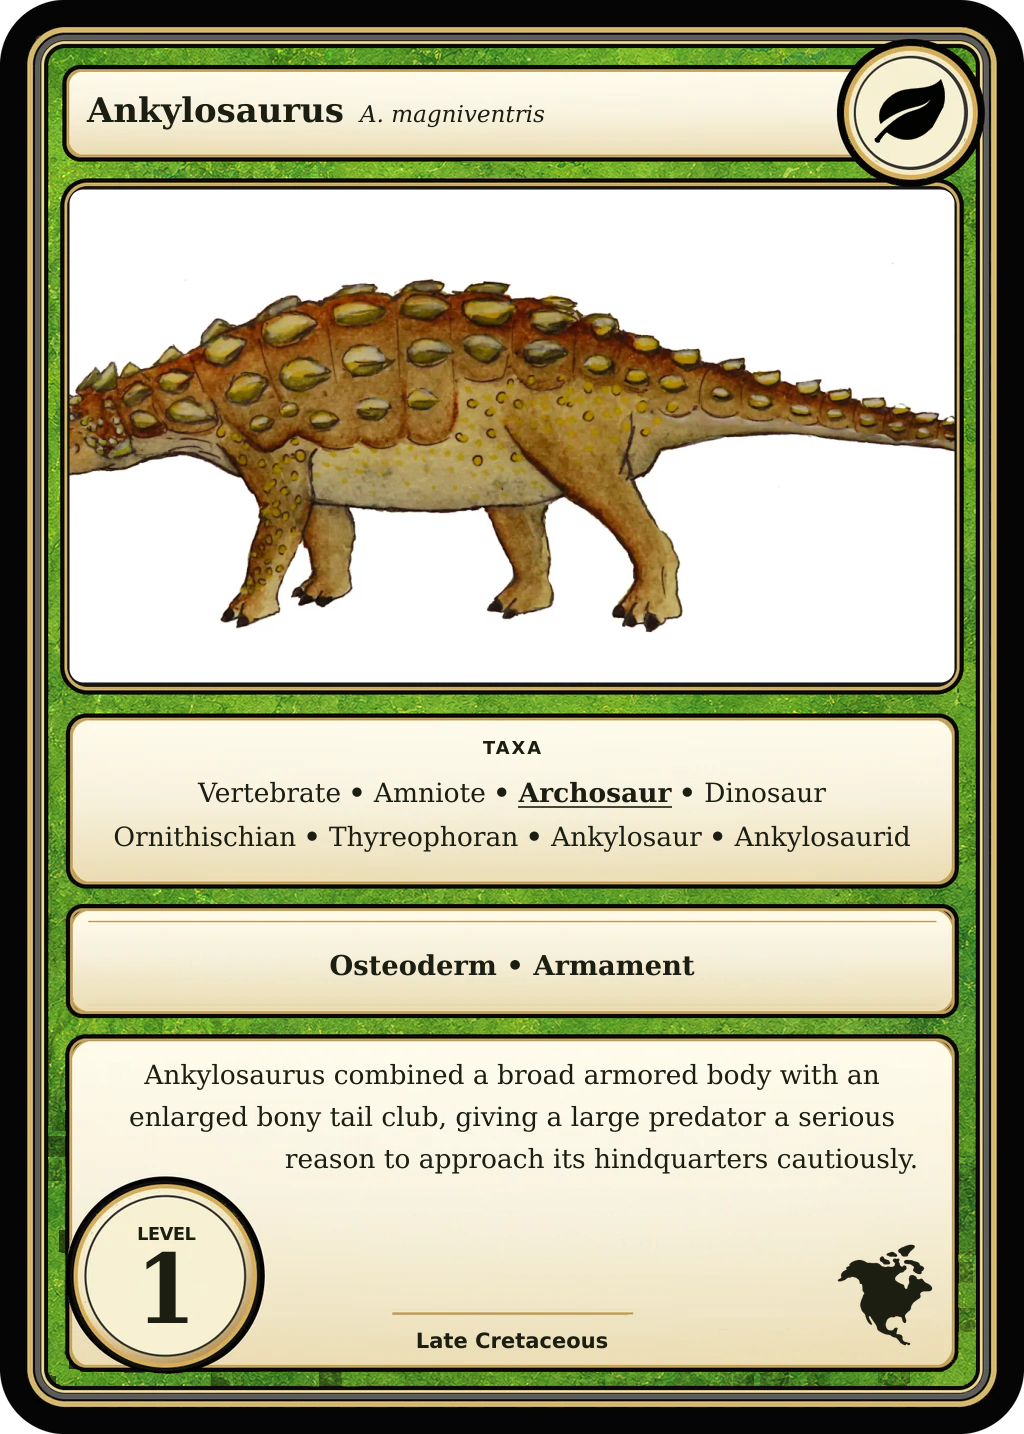 Ankylosaurus A. magniventris
TAXA
Vertebrate • Amniote • Archosaur • Dinosaur
Ornithischian • Thyreophoran • Ankylosaur • Ankylosaurid
Osteoderm • Armament
Ankylosaurus combined a broad armored body with an
enlarged bony tail club, giving a large predator a serious
reason to approach its hindquarters cautiously.
LEVEL
1
Late Cretaceous